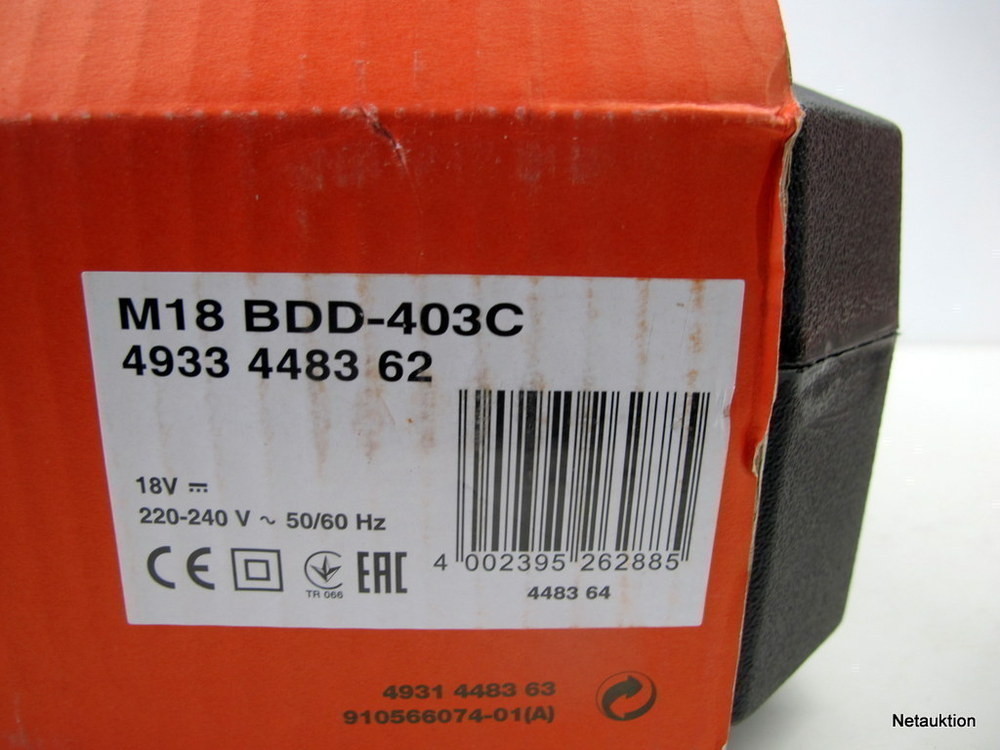 M18 BDD-403C
4933 4483 62
18V
220-240 V ~ 50/60 Hz
CE
TR 066
EAC
4 002395 262885
4483 64
4931 4483 63
910566074-01(A)
Netauktion